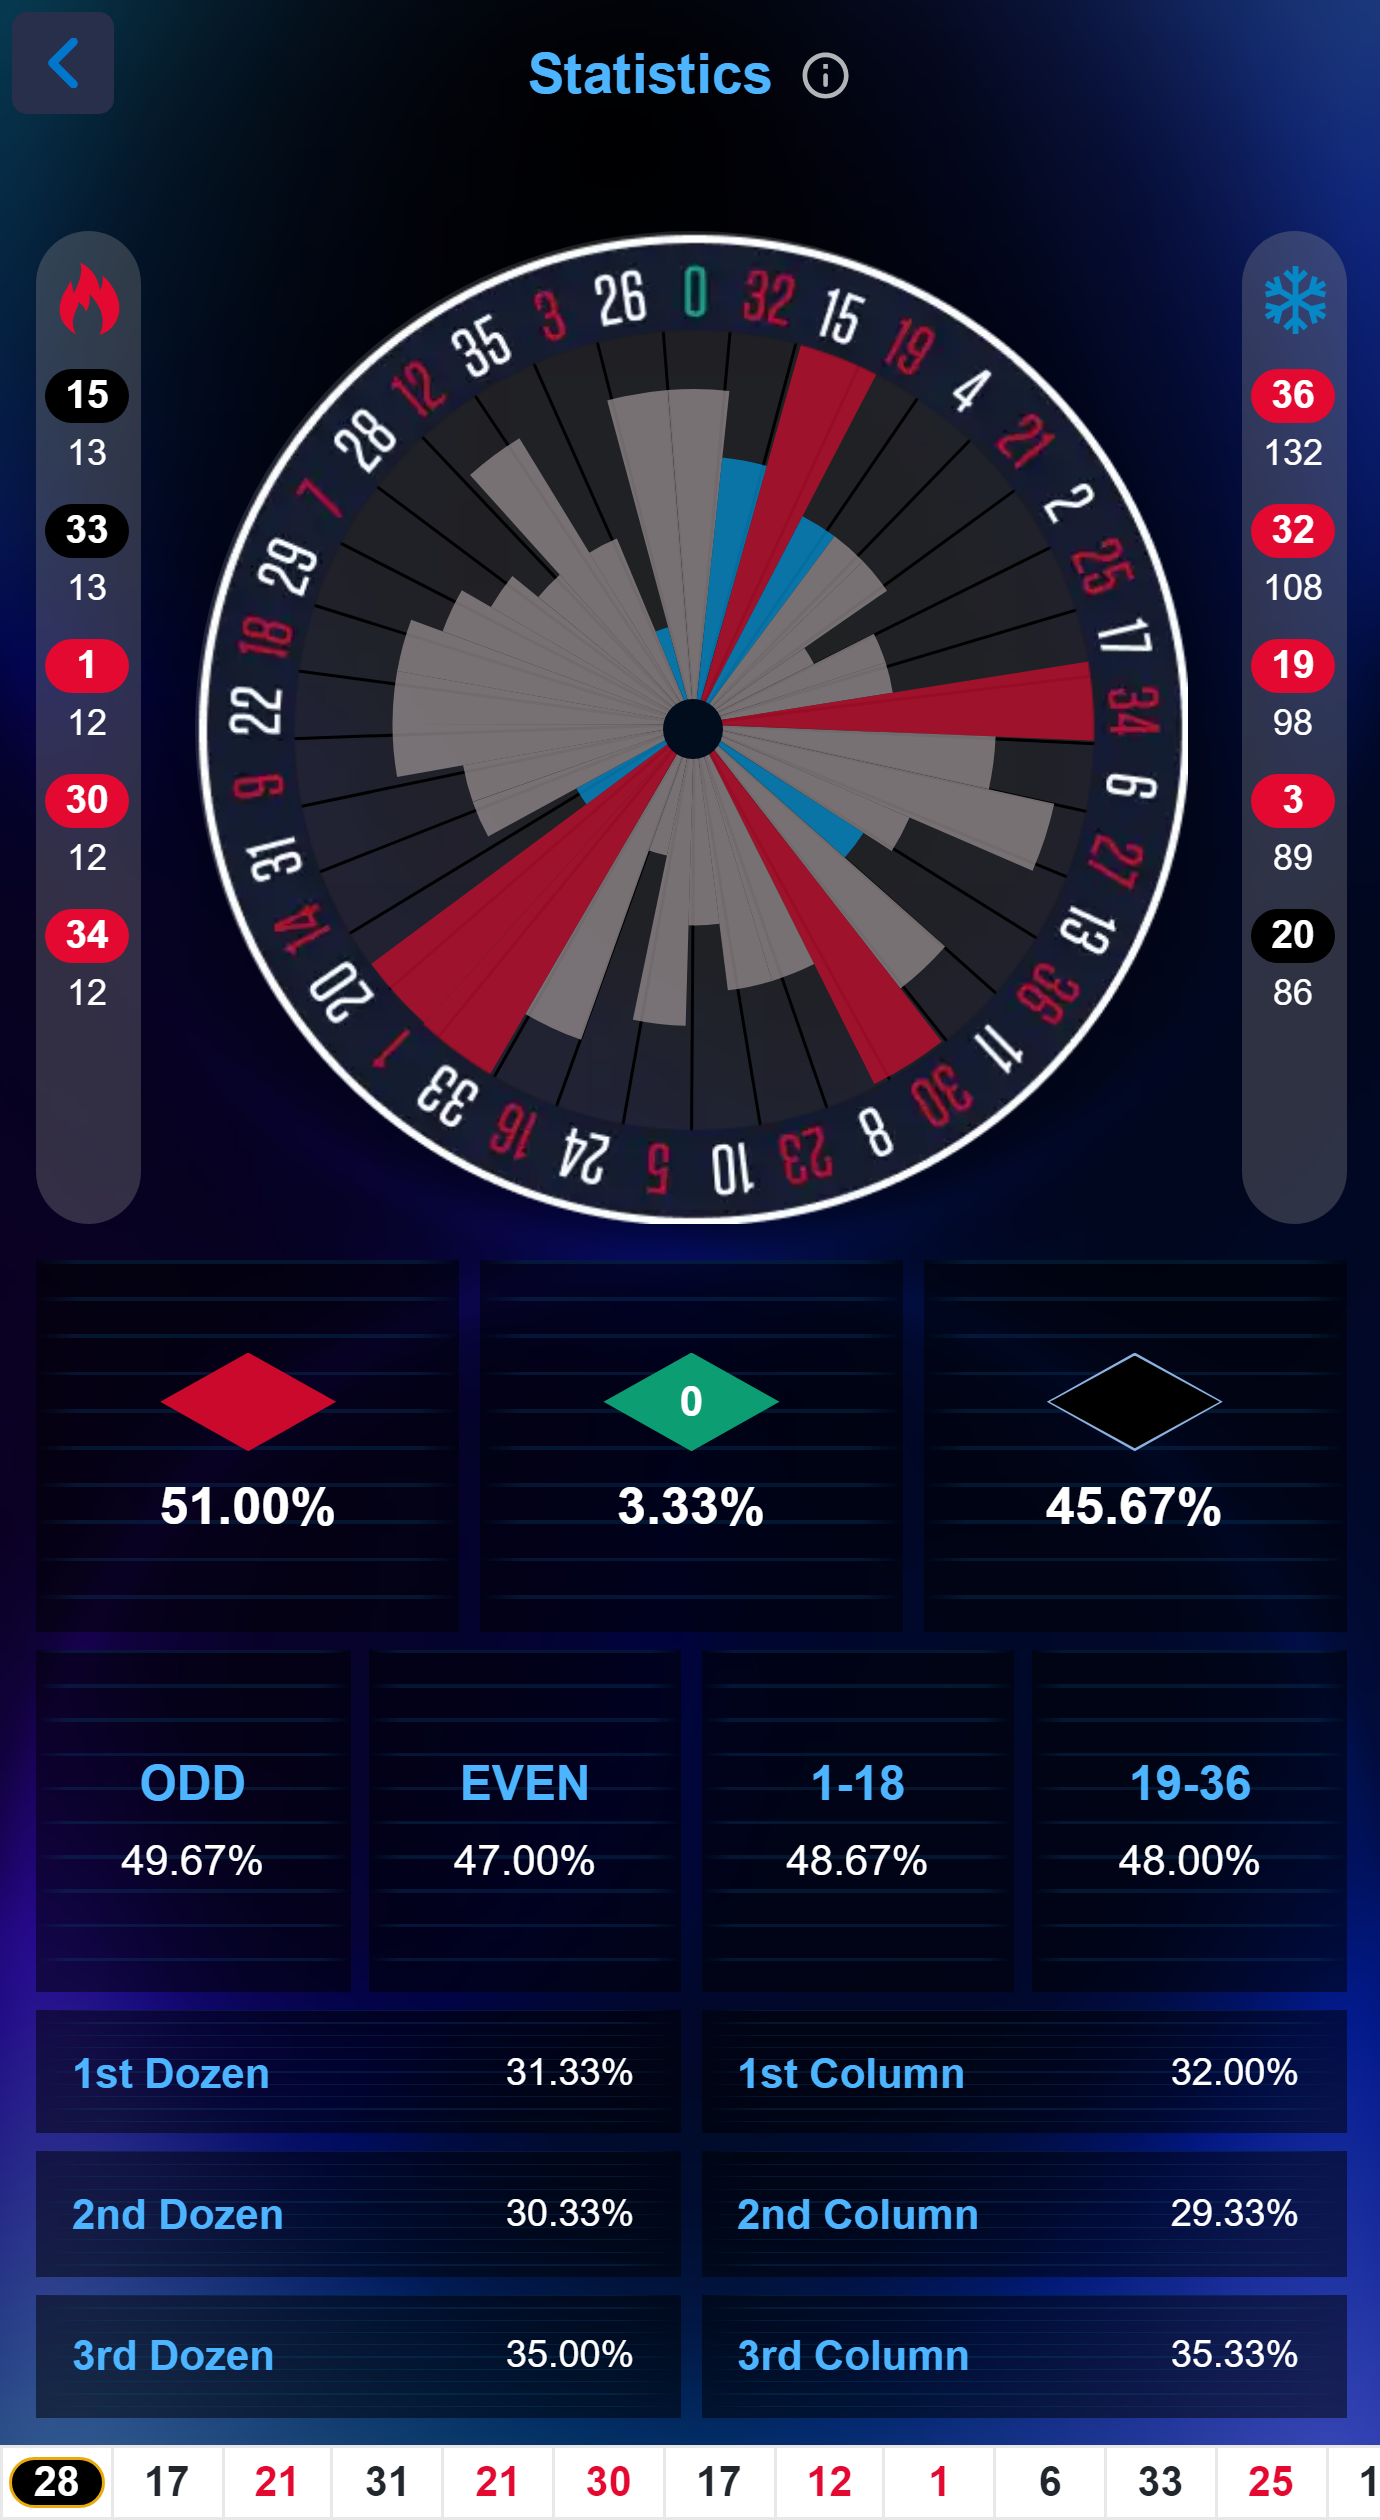 Statistics
15
13
33
13
1
12
30
12
34
12
0 32 15 19 4 21 2 25 17 34 6 27 13 36 11 30 8 23 10 5 24 16 33 1 20 14 31 9 22 18 29 7 28 12 35 3 26
36
132
32
108
19
98
3
89
20
86
0
51.00% 3.33% 45.67%
ODD EVEN 1-18 19-36
49.67% 47.00% 48.67% 48.00%
1st Dozen 31.33% 1st Column 32.00%
2nd Dozen 30.33% 2nd Column 29.33%
3rd Dozen 35.00% 3rd Column 35.33%
28 17 21 31 21 30 17 12 1 6 33 25